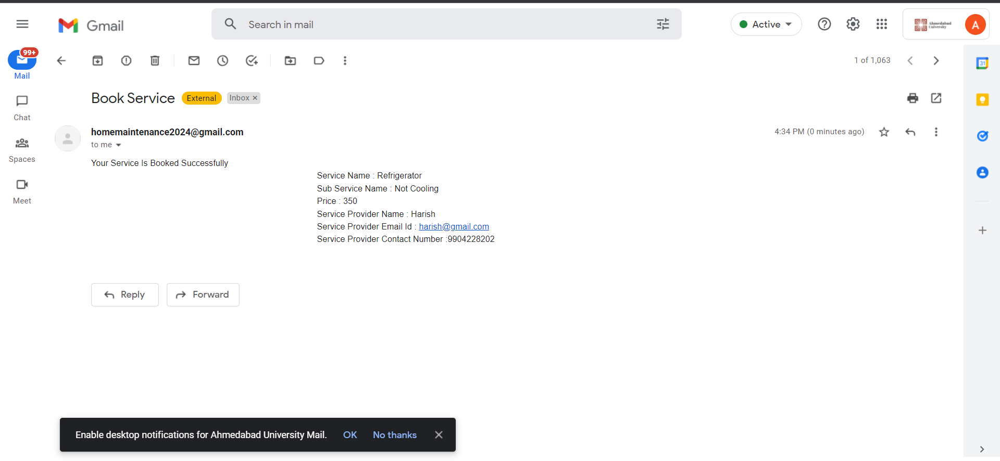 Gmail
Search in mail
Active
Ahmedabad
University
A
99+
Mail
1 of 1,063
31
Book Service External Inbox ×
Chat
homemaintenance2024@gmail.com
4:34 PM (0 minutes ago)
to me
Spaces
Your Service Is Booked Successfully
Service Name : Refrigerator
Sub Service Name : Not Cooling
Meet
Price : 350
Service Provider Name : Harish
Service Provider Email Id : harish@gmail.com
Service Provider Contact Number :9904228202
Reply
Forward
Enable desktop notifications for Ahmedabad University Mail. OK No thanks